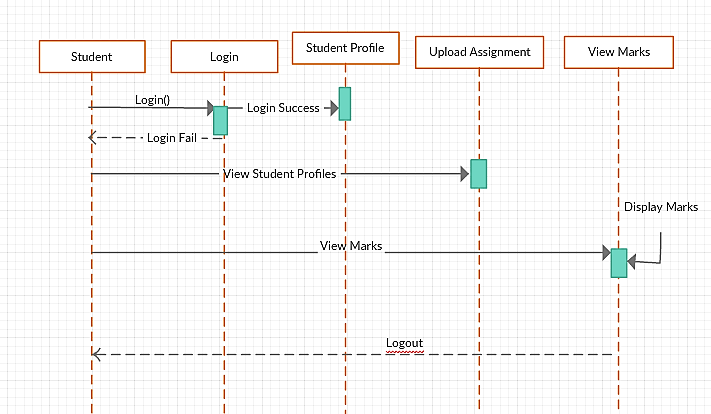 Student
Login
Student Profile
Upload Assignment
View Marks
Login()
Login Success
Login Fail
View Student Profiles
Display Marks
View Marks
Logout